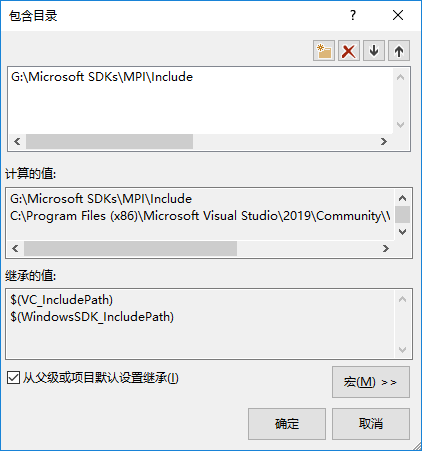 包含目录
G:\Microsoft SDKs\MPI\Include
计算的值:
G:\Microsoft SDKs\MPI\Include
C:\Program Files (x86)\Microsoft Visual Studio\2019\Community\V
继承的值:
$(VC_IncludePath)
$(WindowsSDK_IncludePath)
从父级或项目默认设置继承(I)
宏(M) >>
确定 取消